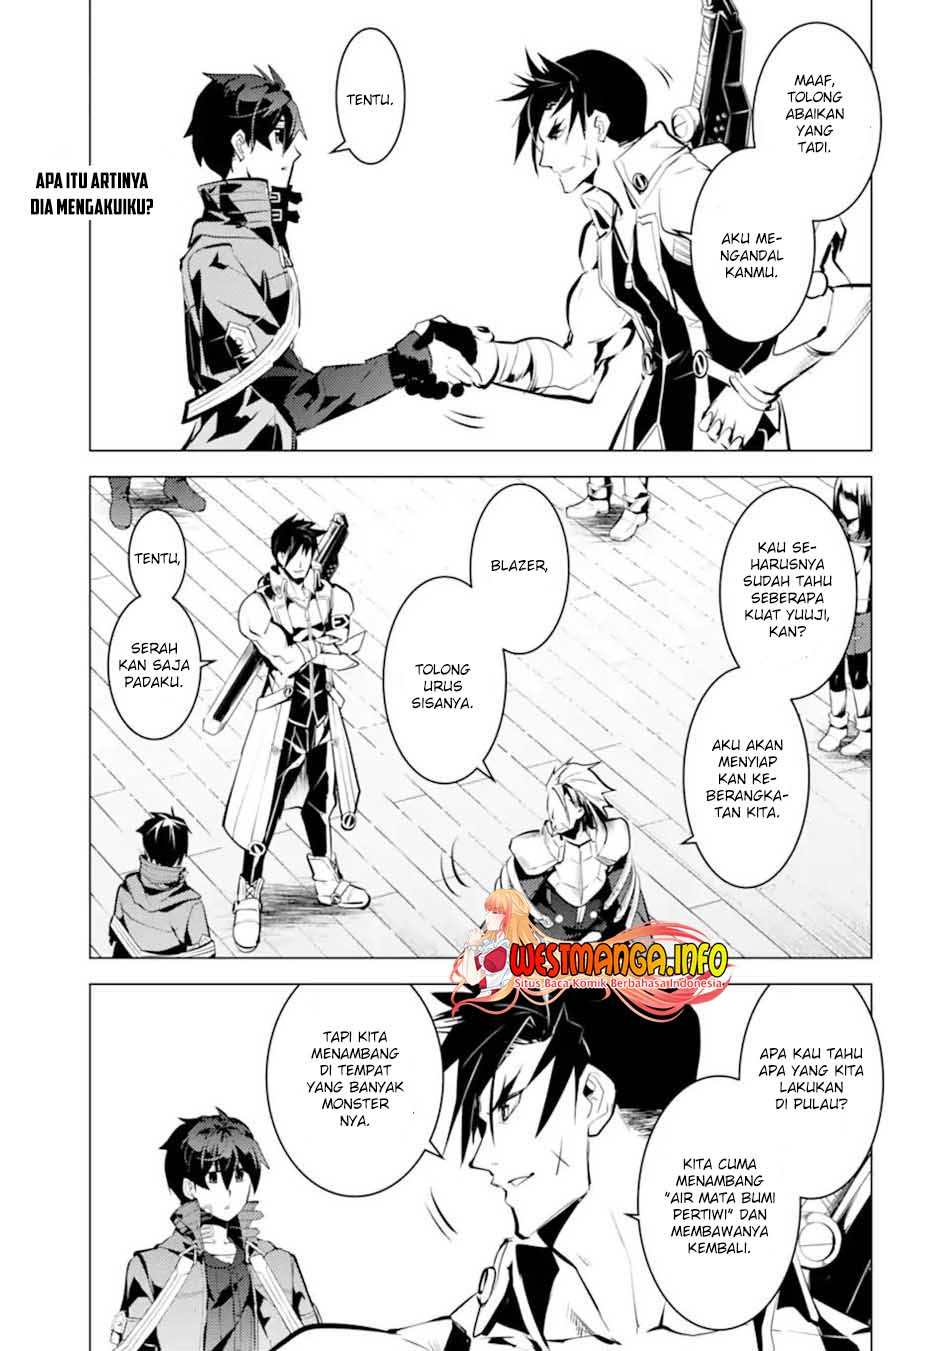 MAAF,
TOLONG
ABAIKAN
YANG
TADI.
AKU ME-
NGANDAL
KANMU.
TENTU.
APA ITU ARTINYA
DIA MENGAKUIKU?
KAU SE-
HARUSNYA
SUDAH TAHU
SEBERAPA
KUAT YUUJI,
KAN?
AKU AKAN
MENYIAP
KAN KE-
BERANGKA-
TAN KITA.
BLAZER,
TOLONG
URUS
SISANYA.
TENTU,
SERAH
KAN SAJA
PADAKU.
WESTMANGA.INFO
Situs Baca Komik Berbahasa Indonesia
APA KAU TAHU
APA YANG KITA
LAKUKAN
DI PULAU?
KITA CUMA
MENAMBANG
"AIR MATA BUMI
PERTIWI" DAN
MEMBAWANYA
KEMBALI.
TAPI KITA
MENAMBANG
DI TEMPAT
YANG BANYAK
MONSTER
NYA.